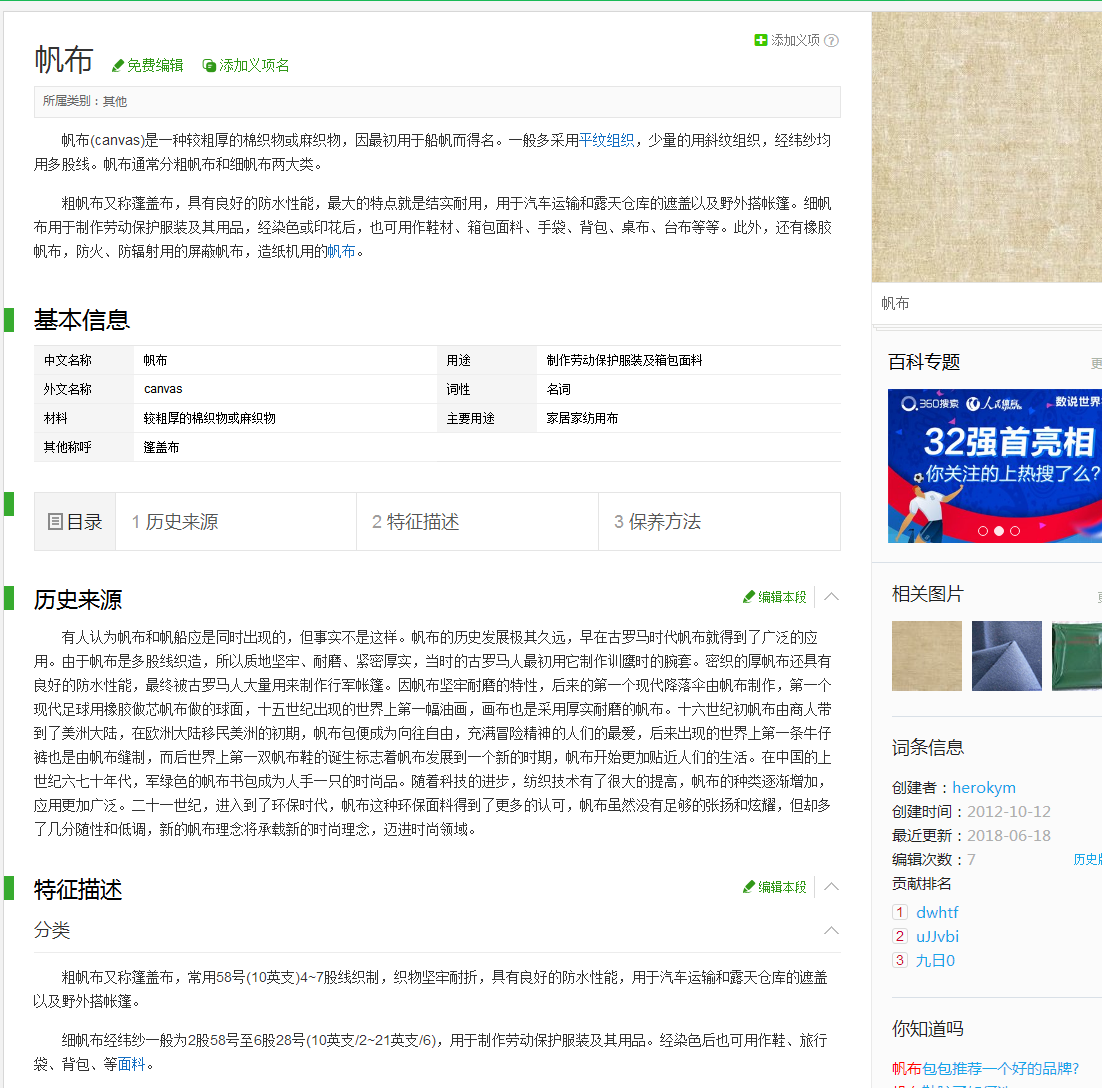 帆布
免费编辑
添加义项名
添加义项
?
所属类别：其他
帆布(canvas)是一种较粗厚的棉织物或麻织物，因最初用于船帆而得名。一般多采用平纹组织，少量的用斜纹组织，经纬纱均
用多股线。帆布通常分粗帆布和细帆布两大类。
粗帆布又称篷盖布，具有良好的防水性能，最大的特点就是结实耐用，用于汽车运输和露天仓库的遮盖以及野外搭帐篷。细帆
布用于制作劳动保护服装及其用品，经染色或印花后，也可用作鞋材、箱包面料、手袋、背包、桌布、台布等等。此外，还有橡胶
帆布，防火、防辐射用的屏蔽帆布，造纸机用的帆布。
基本信息
中文名称 帆布 用途 制作劳动保护服装及箱包面料
外文名称 canvas 词性 名词
材料 较粗厚的棉织物或麻织物 主要用途 家居家纺用布
其他称呼 篷盖布
目录 1 历史来源 2 特征描述 3 保养方法
历史来源
编辑本段
有人认为帆布和帆船应是同时出现的，但事实不是这样。帆布的历史发展极其久远，早在古罗马时代帆布就得到了广泛的应
用。由于帆布是多股线织造，所以质地坚牢、耐磨、紧密厚实，当时的古罗马人最初用它制作训鹰时的腕套。密织的厚帆布还具有
良好的防水性能，最终被古罗马人大量用来制作行军帐篷。因帆布坚牢耐磨的特性，后来的第一个现代降落伞由帆布制作，第一个
现代足球用橡胶做芯帆布做的球面，十五世纪出现的世界上第一幅油画，画布也是采用厚实耐磨的帆布。十六世纪初帆布由商人带
到了美洲大陆，在欧洲大陆移民美洲的初期，帆布包便成为向往自由，充满冒险精神的人们的最爱，后来出现的世界上第一条牛仔
裤也是由帆布缝制，而后世界上第一双帆布鞋的诞生标志着帆布发展到一个新的时期，帆布开始更加贴近人们的生活。在中国的上
世纪六七十年代，军绿色的帆布书包成为人手一只的时尚品。随着科技的进步，纺织技术有了很大的提高，帆布的种类逐渐增加，
应用更加广泛。二十一世纪，进入到了环保时代，帆布这种环保面料得到了更多的认可，帆布虽然没有足够的张扬和炫耀，但却多
了几分随性和低调，新的帆布理念将承载新的时尚理念，迈进时尚领域。
特征描述
编辑本段
分类
粗帆布又称篷盖布，常用58号(10英支)4~7股线织制，织物坚牢耐折，具有良好的防水性能，用于汽车运输和露天仓库的遮盖
以及野外搭帐篷。
细帆布经纬纱一般为2股58号至6股28号(10英支/2~21英支/6)，用于制作劳动保护服装及其用品。经染色后也可用作鞋、旅行
袋、背包、等面料。
帆布
百科专题
更
360搜索 人民网 数说世界
32强首亮相
你关注的上热搜了么?
相关图片
词条信息
创建者：herokym
创建时间：2012-10-12
最近更新：2018-06-18
编辑次数：7
历史
贡献排名
1 dwhtf
2 uJJvbi
3 九日0
你知道吗
帆布包包推荐一个好的品牌?